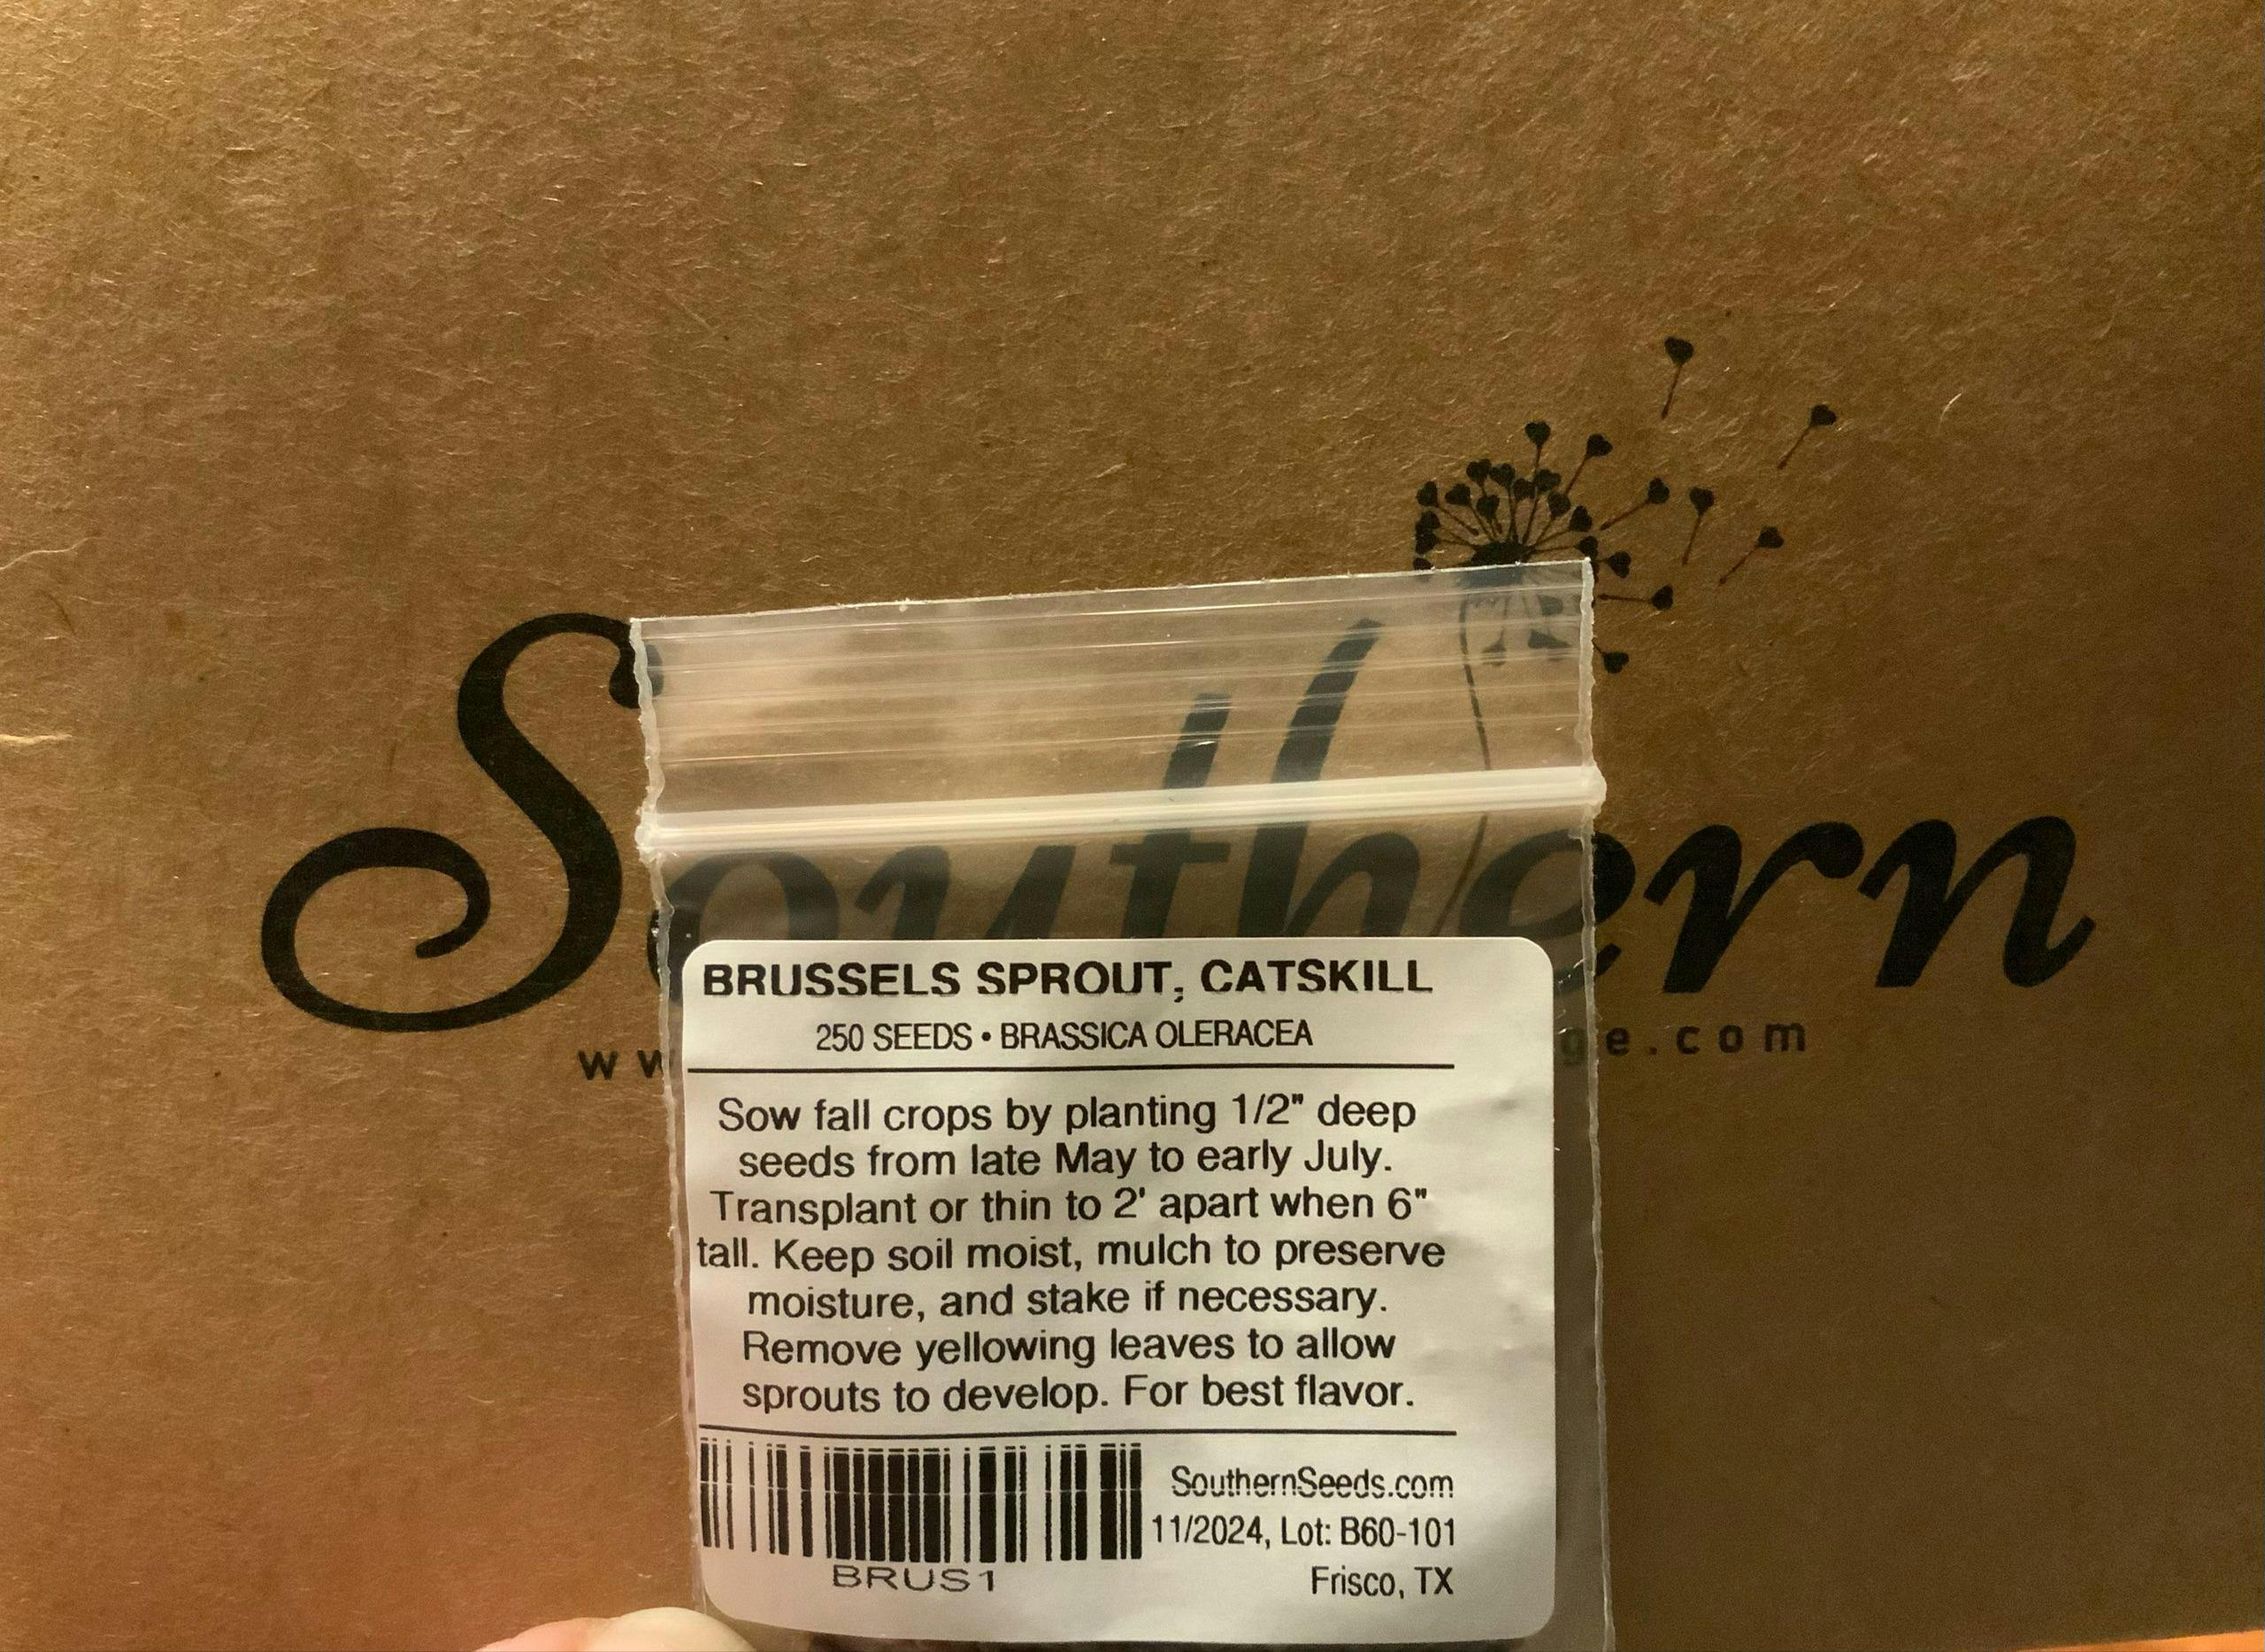 Southern
ge.com
BRUSSELS SPROUT, CATSKILL
250 SEEDS • BRASSICA OLERACEA
Sow fall crops by planting 1/2" deep
seeds from late May to early July.
Transplant or thin to 2' apart when 6"
tall. Keep soil moist, mulch to preserve
moisture, and stake if necessary.
Remove yellowing leaves to allow
sprouts to develop. For best flavor.
SouthernSeeds.com
11/2024, Lot: B60-101
BRUS1
Frisco, TX